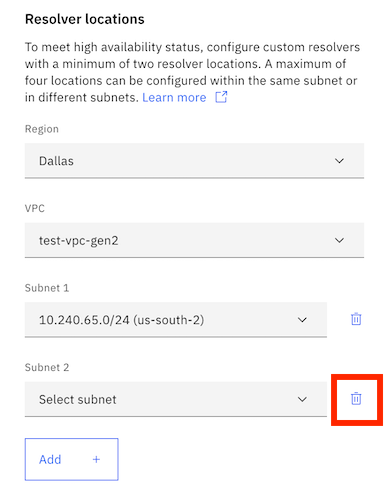 Resolver locations
To meet high availability status, configure custom resolvers
with a minimum of two resolver locations. A maximum of
four locations can be configured within the same subnet or
in different subnets. Learn more
Region
Dallas
VPC
test-vpc-gen2
Subnet 1
10.240.65.0/24 (us-south-2)
Subnet 2
Select subnet
Add +